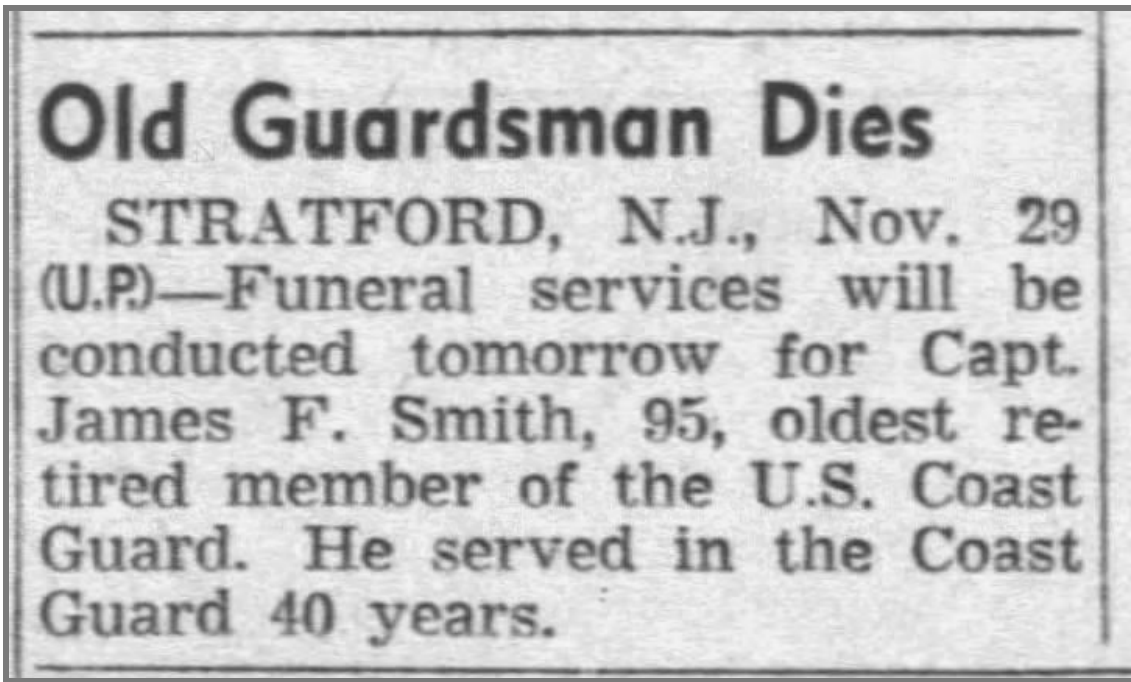 Old Guardsman Dies
STRATFORD, N.J., Nov. 29
(U.P.)—Funeral services will be
conducted tomorrow for Capt.
James F. Smith, 95, oldest re-
tired member of the U.S. Coast
Guard. He served in the Coast
Guard 40 years.